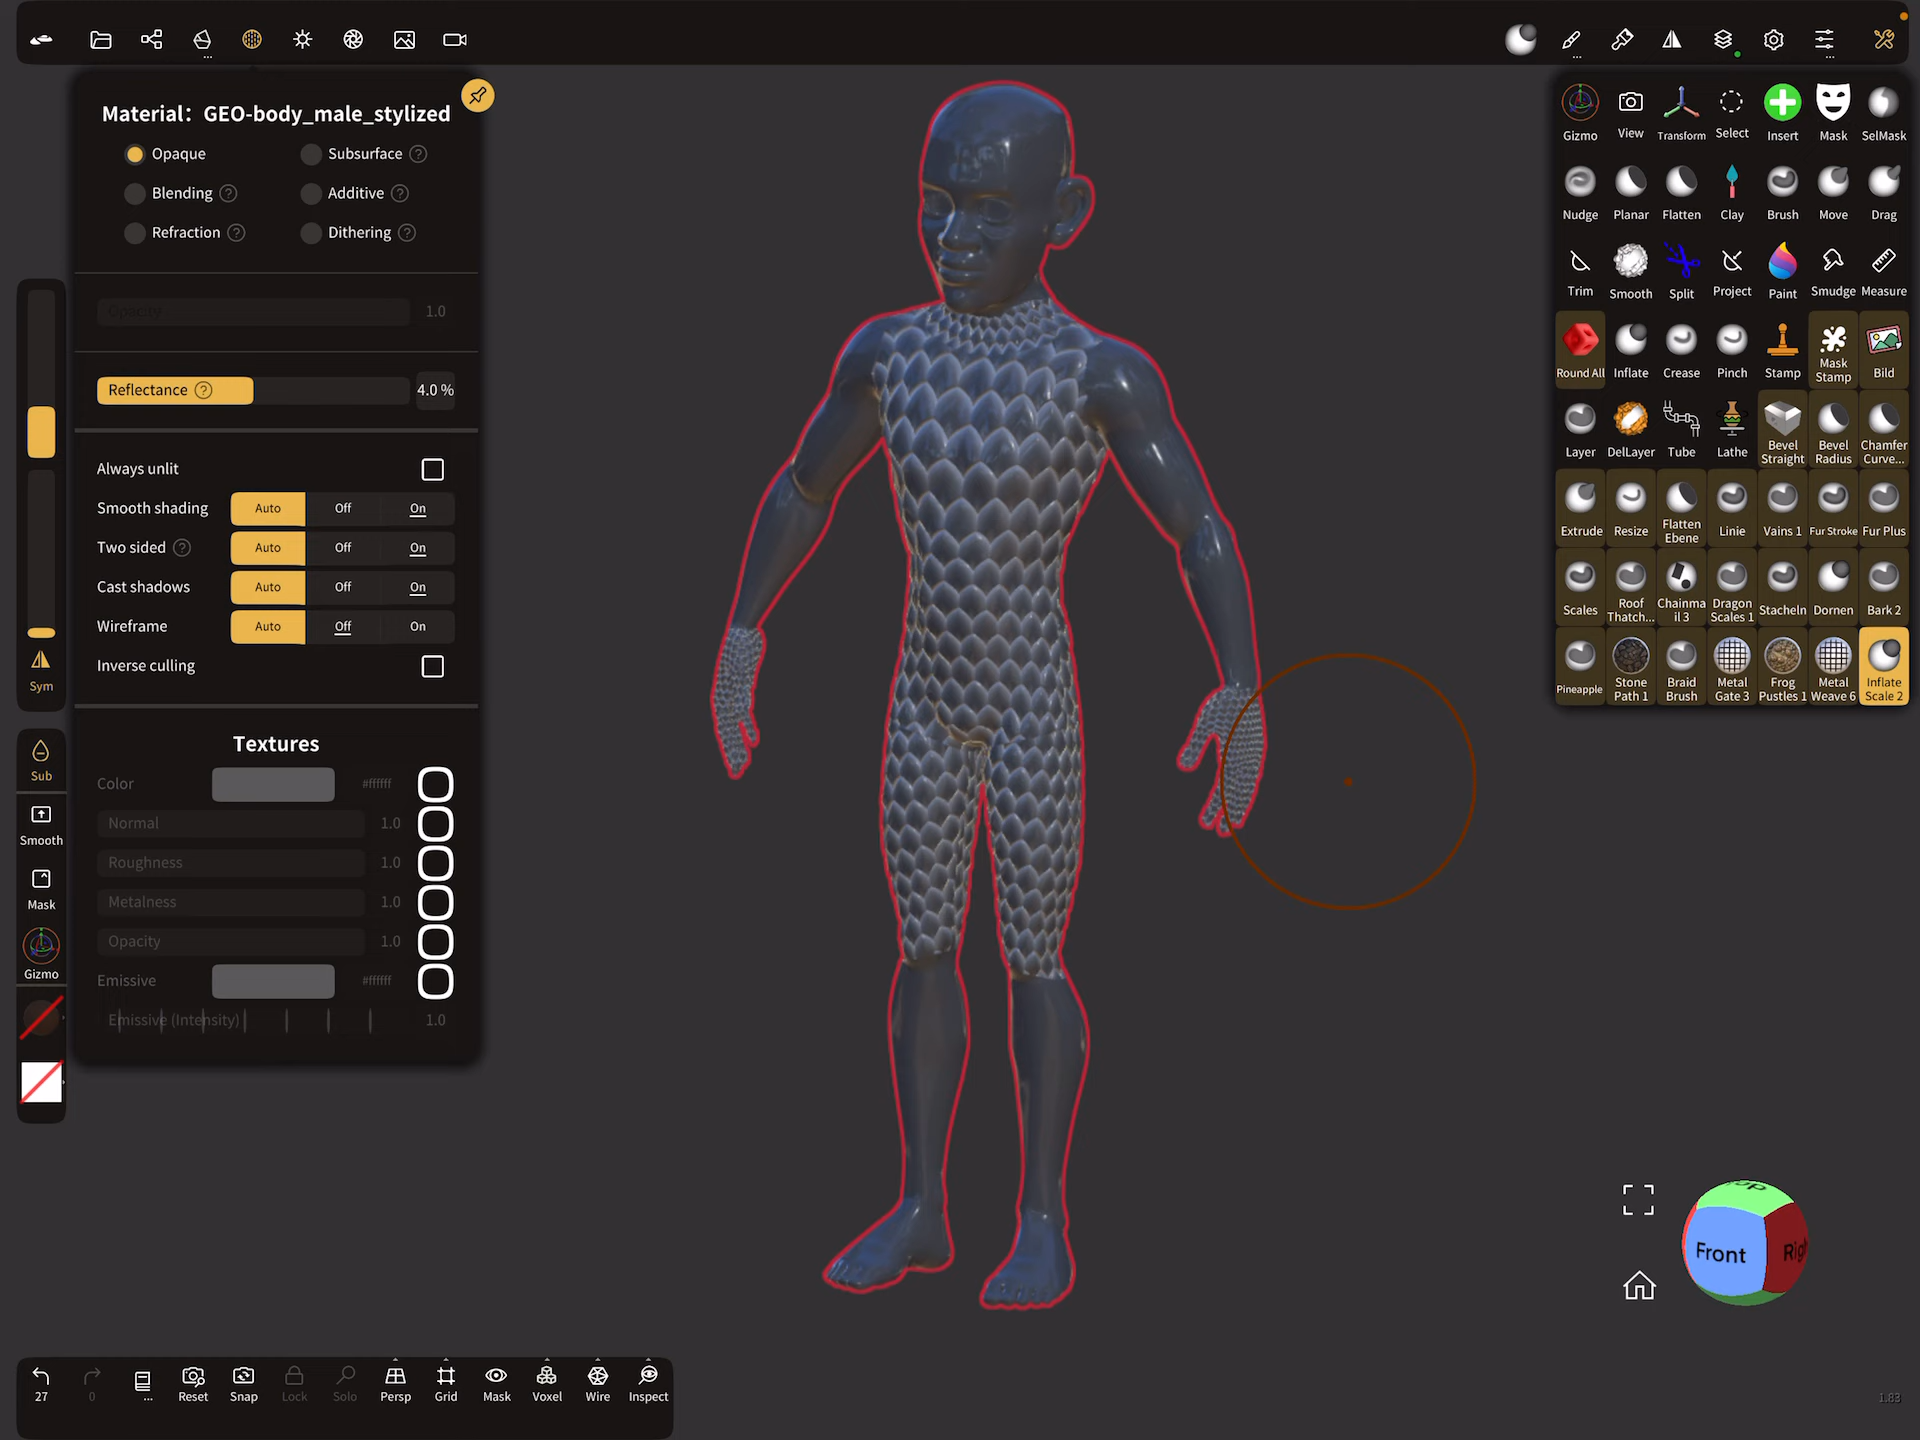 Material: GEO-body_male_stylized
Opaque
Subsurface ?
Blending ?
Additive ?
Refraction ?
Dithering ?
Opacity 1.0
Reflectance ? 4.0 %
Always unlit
Smooth shading Auto Off On
Two sided ? Auto Off On
Cast shadows Auto Off On
Wireframe Auto Off On
Inverse culling
Textures
Color #ffffff
Normal 1.0
Roughness 1.0
Metalness 1.0
Opacity 1.0
Emissive #ffffff
Emissive (Intensity) 1.0
Sym
Sub
Smooth
Mask
Gizmo
Gizmo View Transform Select Insert Mask SelMask
Nudge Planar Flatten Clay Brush Move Drag
Trim Smooth Split Project Paint Smudge Measure
Round All Inflate Crease Pinch Stamp Mask Stamp Bild
Layer DelLayer Tube Lathe Bevel Straight Bevel Radius Chamfer Curve...
Extrude Resize Flatten Ebene Linie Vains 1 Fur Stroke Fur Plus
Scales Roof Thatch... Chainmail 3 Dragon Scales 1 Stacheln Dornen Bark 2
Pineapple Stone Path 1 Braid Brush Metal Gate 3 Frog Pustles 1 Metal Weave 6 Inflate Scale 2
Top
Front
Righ
27 0 ... Reset Snap Lock Solo Persp Grid Mask Voxel Wire Inspect
1.83